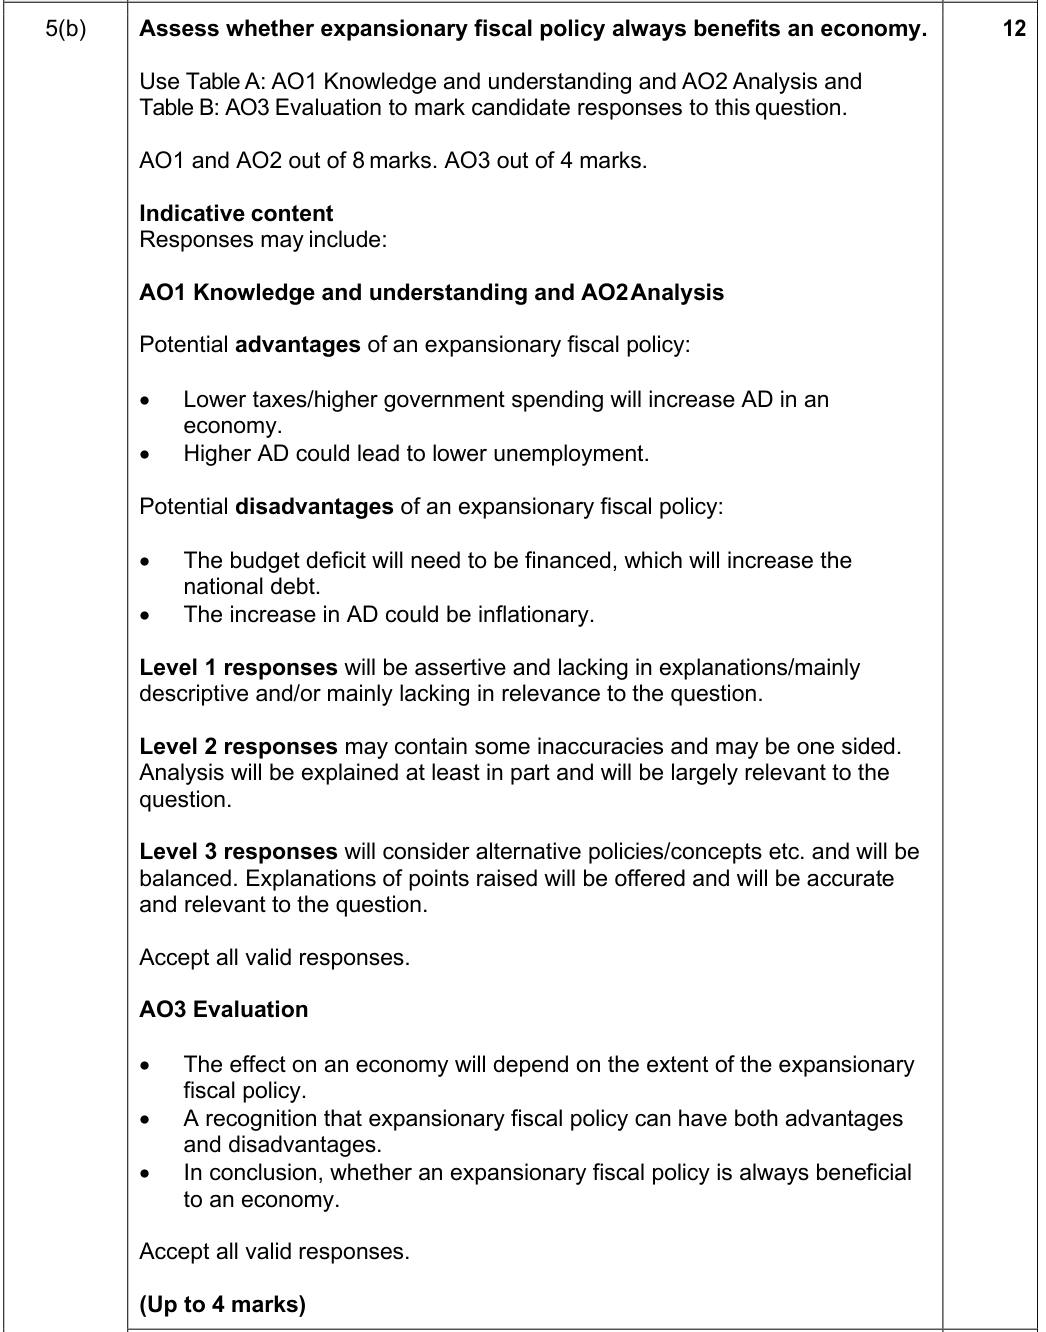 5(b)
Assess whether expansionary fiscal policy always benefits an economy.
12
Use Table A: AO1 Knowledge and understanding and AO2 Analysis and
Table B: AO3 Evaluation to mark candidate responses to this question.
AO1 and AO2 out of 8 marks. AO3 out of 4 marks.
Indicative content
Responses may include:
AO1 Knowledge and understanding and AO2 Analysis
Potential advantages of an expansionary fiscal policy:
• Lower taxes/higher government spending will increase AD in an
economy.
• Higher AD could lead to lower unemployment.
Potential disadvantages of an expansionary fiscal policy:
• The budget deficit will need to be financed, which will increase the
national debt.
• The increase in AD could be inflationary.
Level 1 responses will be assertive and lacking in explanations/mainly
descriptive and/or mainly lacking in relevance to the question.
Level 2 responses may contain some inaccuracies and may be one sided.
Analysis will be explained at least in part and will be largely relevant to the
question.
Level 3 responses will consider alternative policies/concepts etc. and will be
balanced. Explanations of points raised will be offered and will be accurate
and relevant to the question.
Accept all valid responses.
AO3 Evaluation
• The effect on an economy will depend on the extent of the expansionary
fiscal policy.
• A recognition that expansionary fiscal policy can have both advantages
and disadvantages.
• In conclusion, whether an expansionary fiscal policy is always beneficial
to an economy.
Accept all valid responses.
(Up to 4 marks)